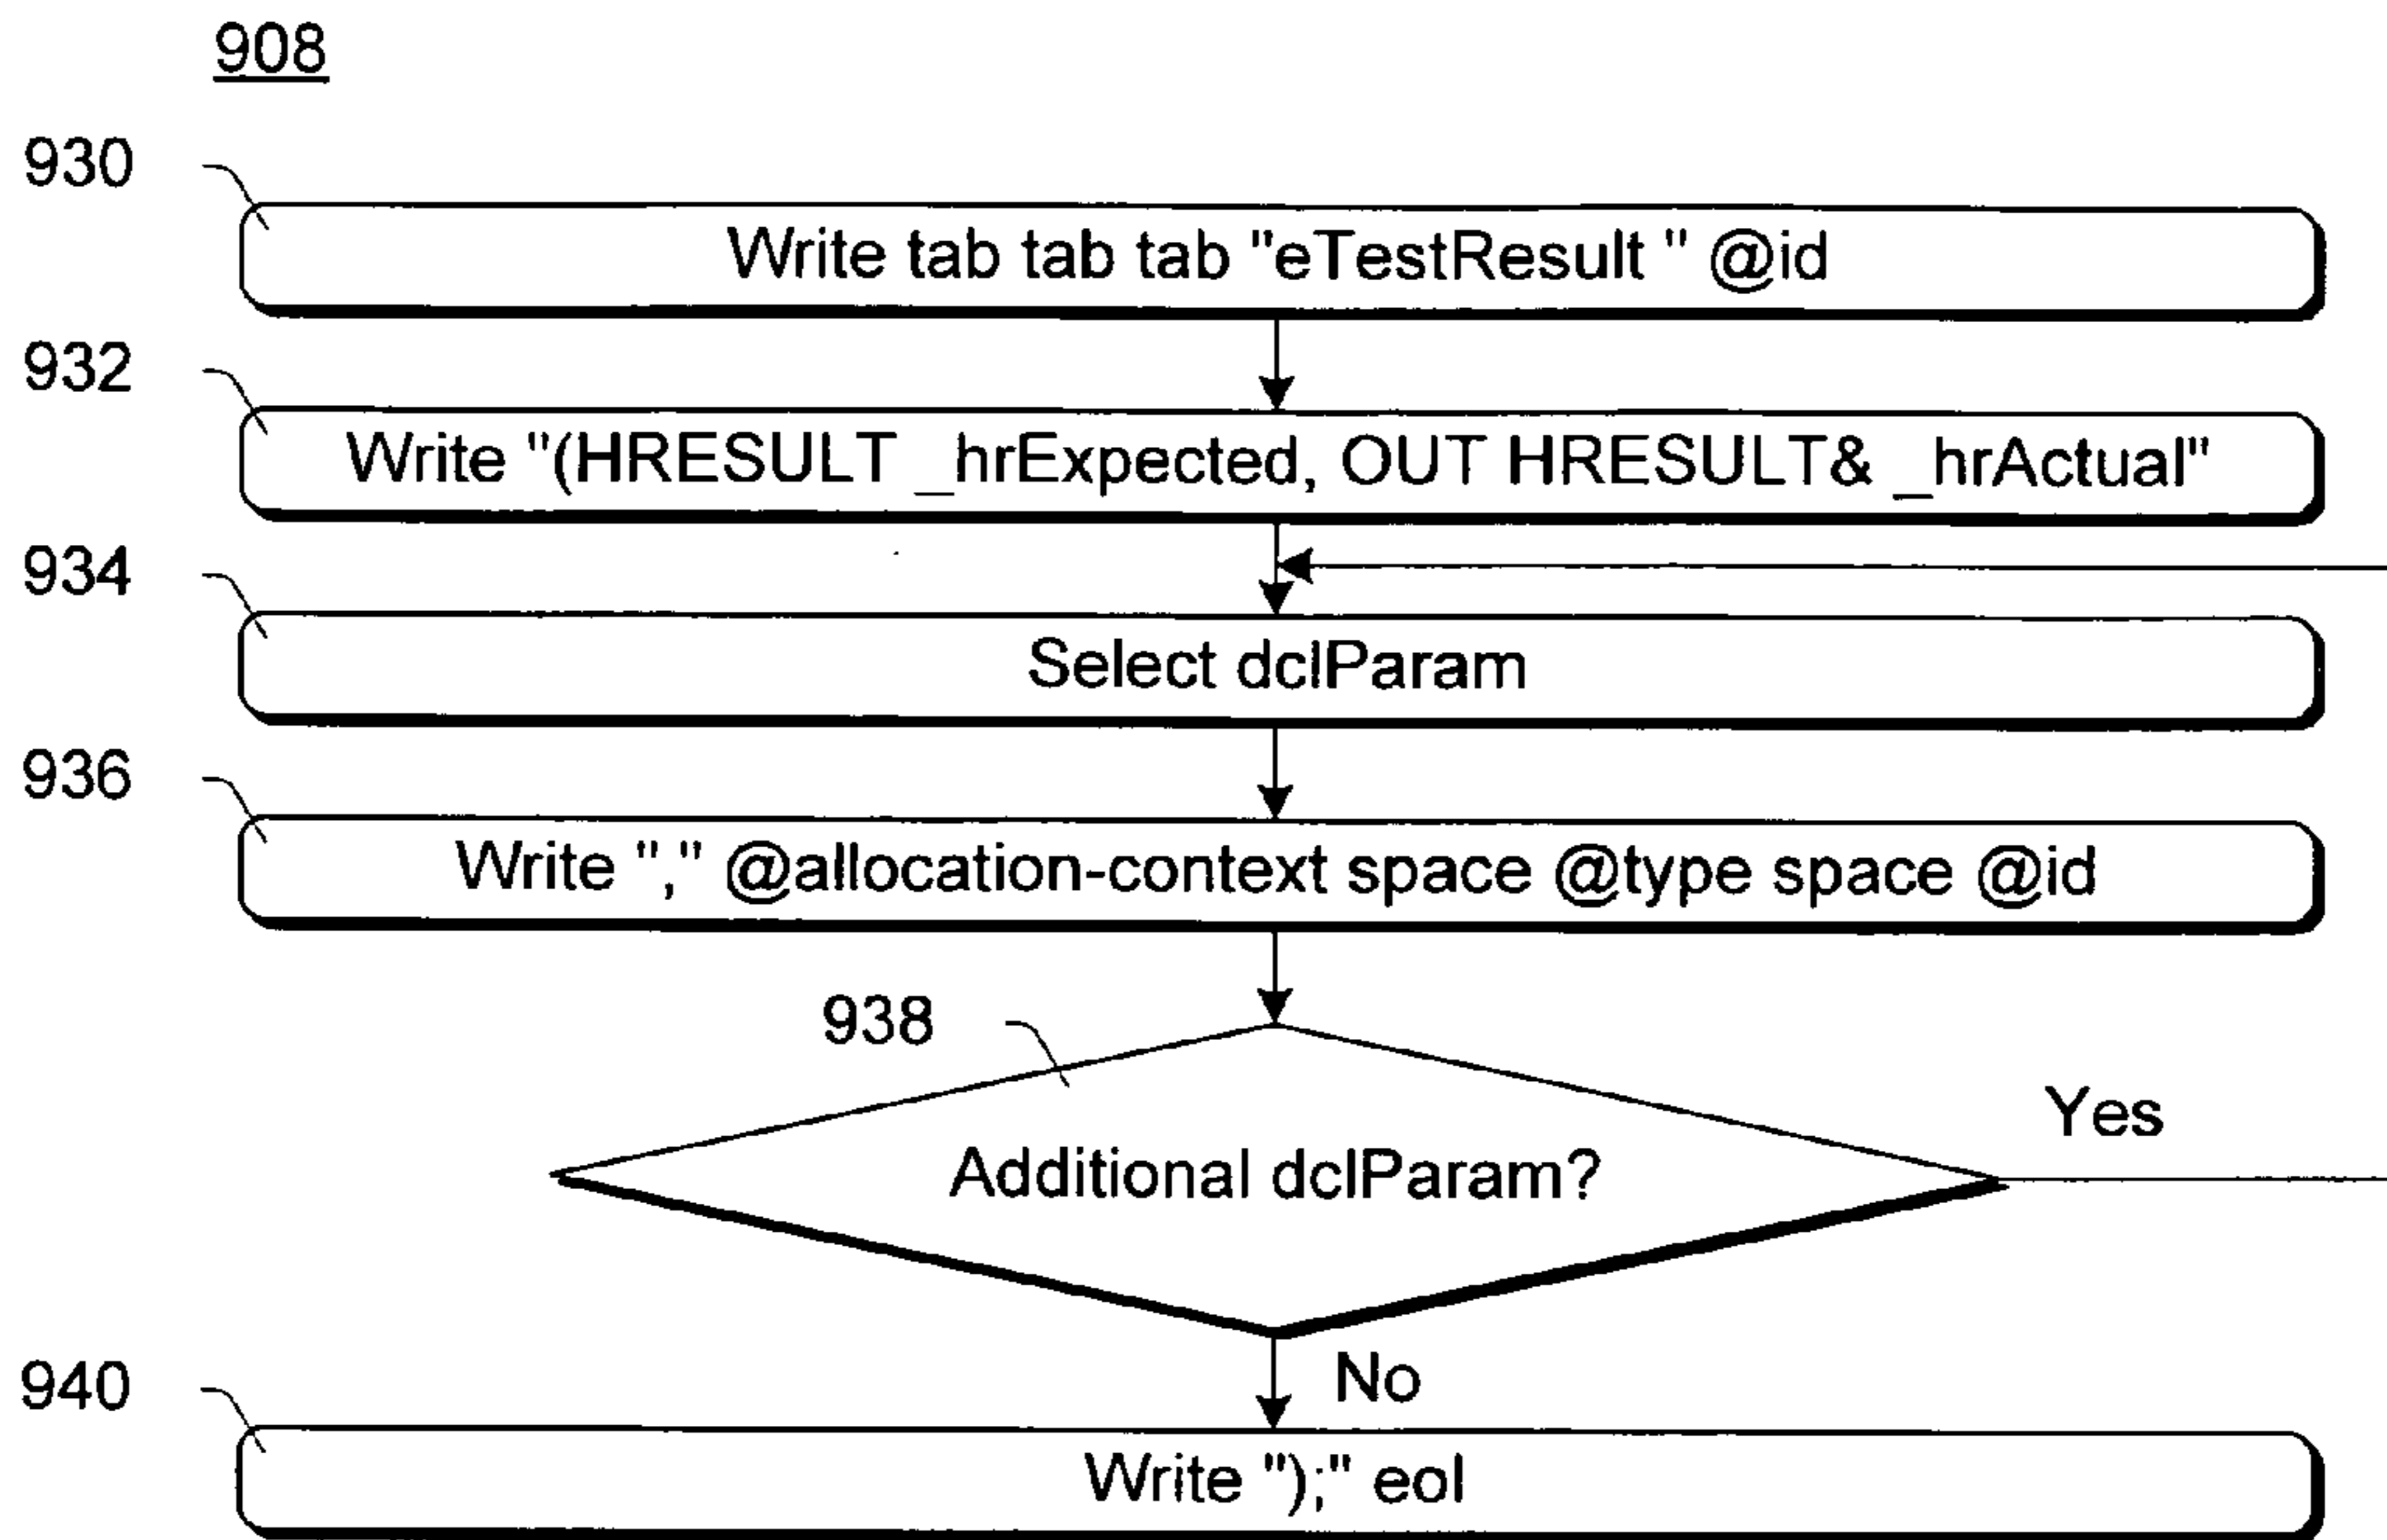 908
930
Write tab tab tab "eTestResult " @id
932
Write "(HRESULT _hrExpected, OUT HRESULT& _hrActual"
934
Select dclParam
936
Write "," @allocation-context space @type space @id
938
Additional dclParam?
Yes
No
940
Write ");" eol